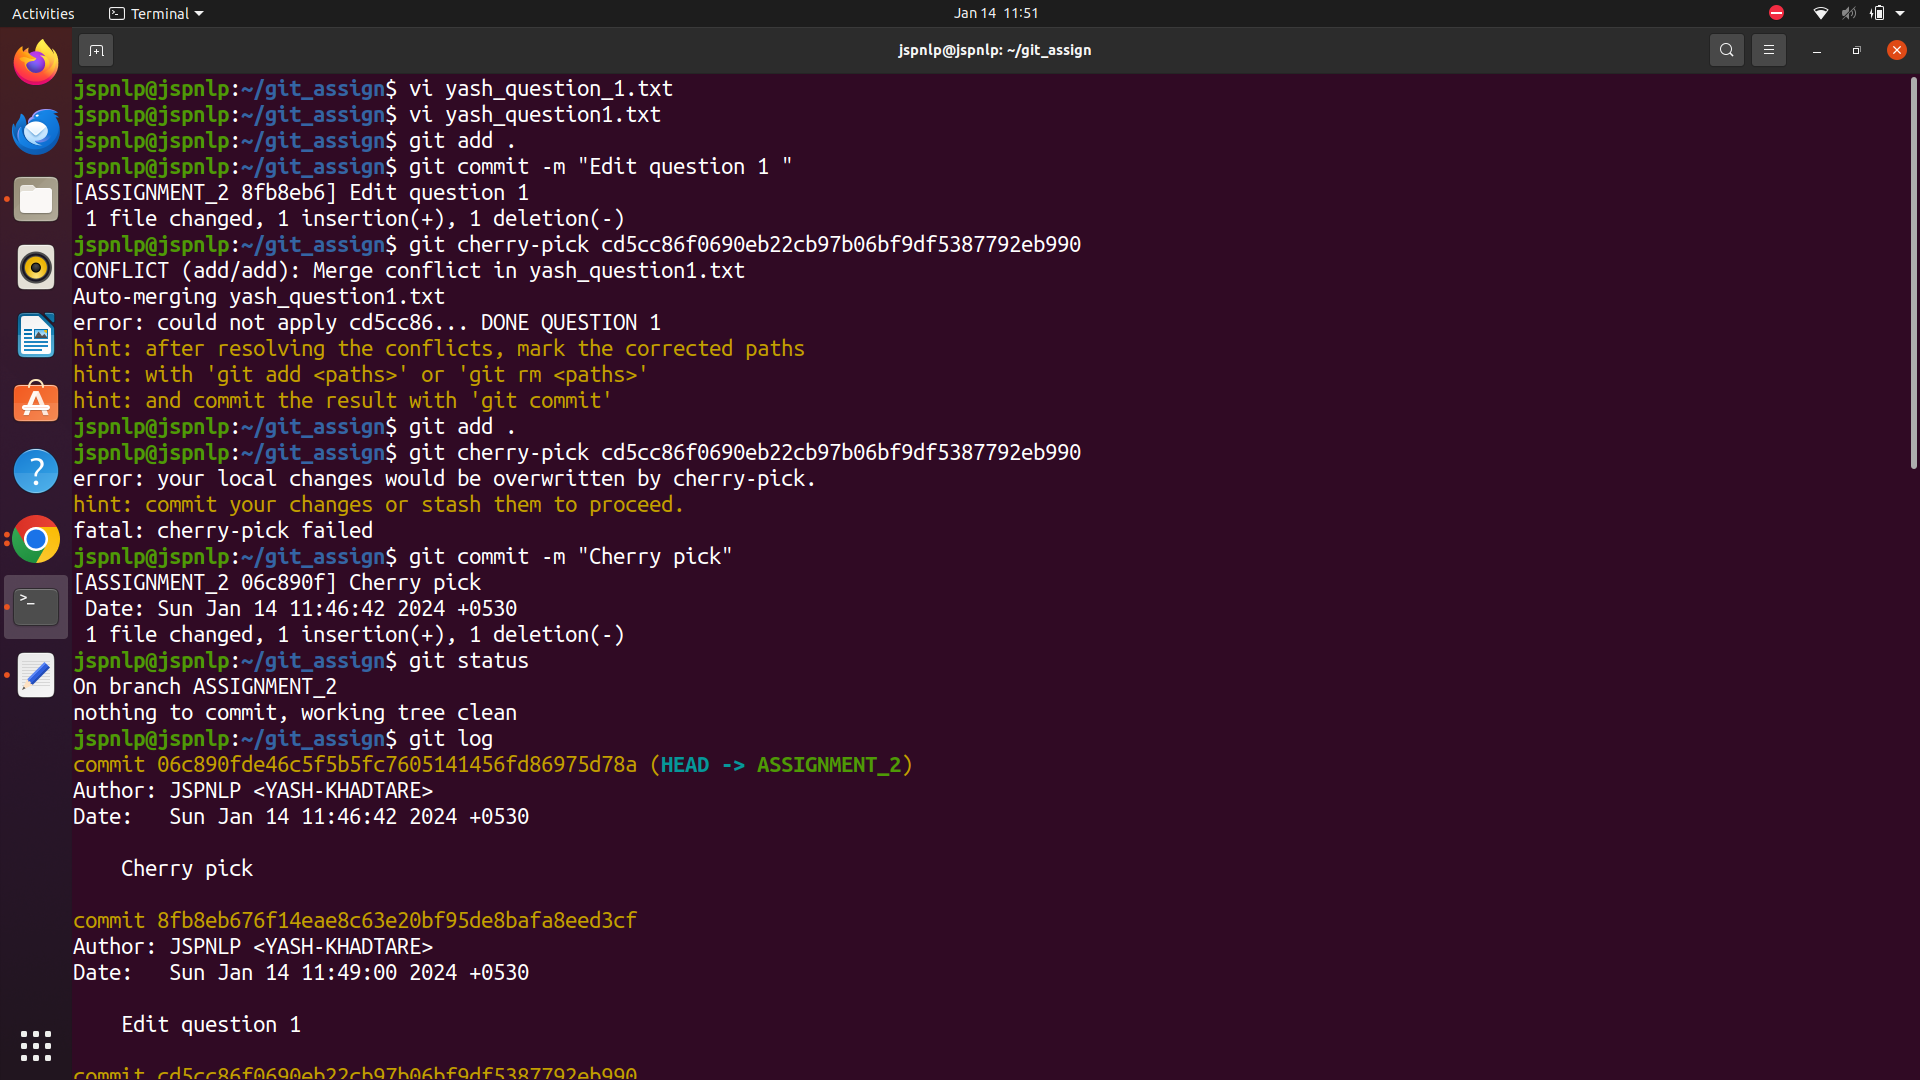 Activities Terminal Jan 14 11:51
jspnlp@jspnlp: ~/git_assign
jspnlp@jspnlp:~/git_assign$ vi yash_question_1.txt
jspnlp@jspnlp:~/git_assign$ vi yash_question1.txt
jspnlp@jspnlp:~/git_assign$ git add .
jspnlp@jspnlp:~/git_assign$ git commit -m "Edit question 1 "
[ASSIGNMENT_2 8fb8eb6] Edit question 1
1 file changed, 1 insertion(+), 1 deletion(-)
jspnlp@jspnlp:~/git_assign$ git cherry-pick cd5cc86f0690eb22cb97b06bf9df5387792eb990
CONFLICT (add/add): Merge conflict in yash_question1.txt
Auto-merging yash_question1.txt
error: could not apply cd5cc86... DONE QUESTION 1
hint: after resolving the conflicts, mark the corrected paths
hint: with 'git add <paths>' or 'git rm <paths>'
hint: and commit the result with 'git commit'
jspnlp@jspnlp:~/git_assign$ git add .
jspnlp@jspnlp:~/git_assign$ git cherry-pick cd5cc86f0690eb22cb97b06bf9df5387792eb990
error: your local changes would be overwritten by cherry-pick.
hint: commit your changes or stash them to proceed.
fatal: cherry-pick failed
jspnlp@jspnlp:~/git_assign$ git commit -m "Cherry pick"
[ASSIGNMENT_2 06c890f] Cherry pick
Date: Sun Jan 14 11:46:42 2024 +0530
1 file changed, 1 insertion(+), 1 deletion(-)
jspnlp@jspnlp:~/git_assign$ git status
On branch ASSIGNMENT_2
nothing to commit, working tree clean
jspnlp@jspnlp:~/git_assign$ git log
commit 06c890fde46c5f5b5fc7605141456fd86975d78a (HEAD -> ASSIGNMENT_2)
Author: JSPNLP <YASH-KHADTARE>
Date:   Sun Jan 14 11:46:42 2024 +0530
Cherry pick
commit 8fb8eb676f14eae8c63e20bf95de8bafa8eed3cf
Author: JSPNLP <YASH-KHADTARE>
Date:   Sun Jan 14 11:49:00 2024 +0530
Edit question 1
commit cd5cc86f0690eb22cb97b06bf9df5387792eb990